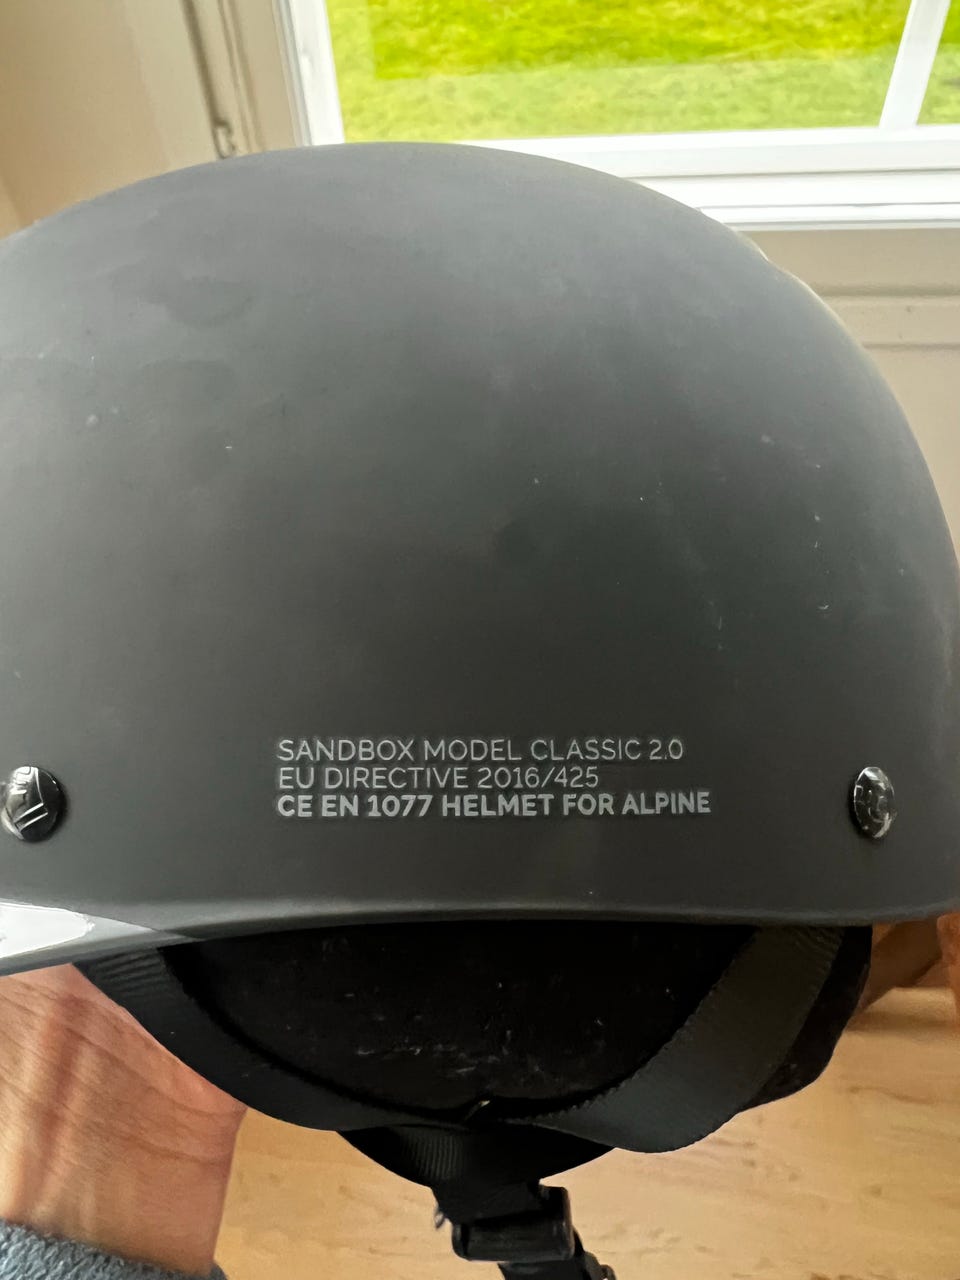 SANDBOX MODEL CLASSIC 2.0
EU DIRECTIVE 2016/425
CE EN 1077 HELMET FOR ALPINE